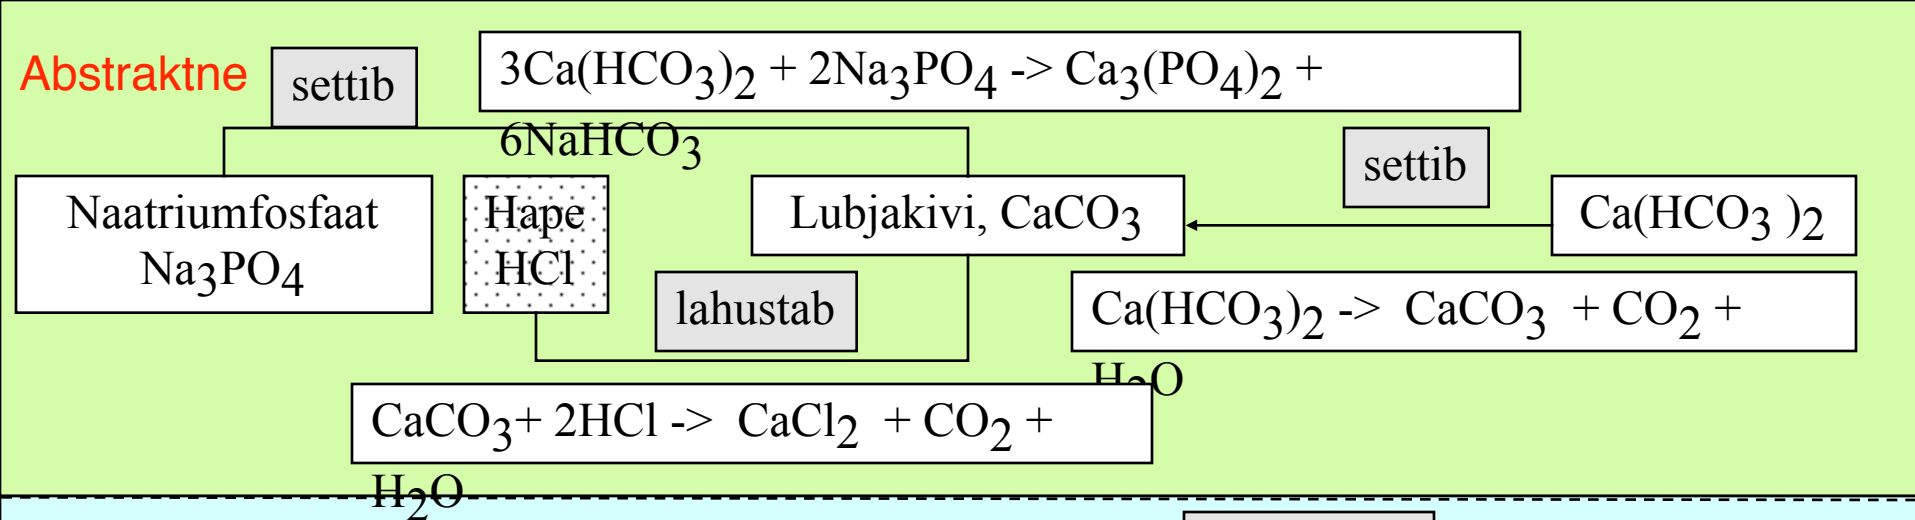 Abstraktne
settib
3Ca(HCO₃)₂ + 2Na₃PO₄ -> Ca₃(PO₄)₂ +
6NaHCO₃
settib
Naatriumfosfaat
Na₃PO₄
Hape
HCl
Lubjakivi, CaCO₃
Ca(HCO₃ )₂
lahustab
Ca(HCO₃)₂ -> CaCO₃ + CO₂ +
H₂O
CaCO₃+ 2HCl -> CaCl₂ + CO₂ +
H₂O